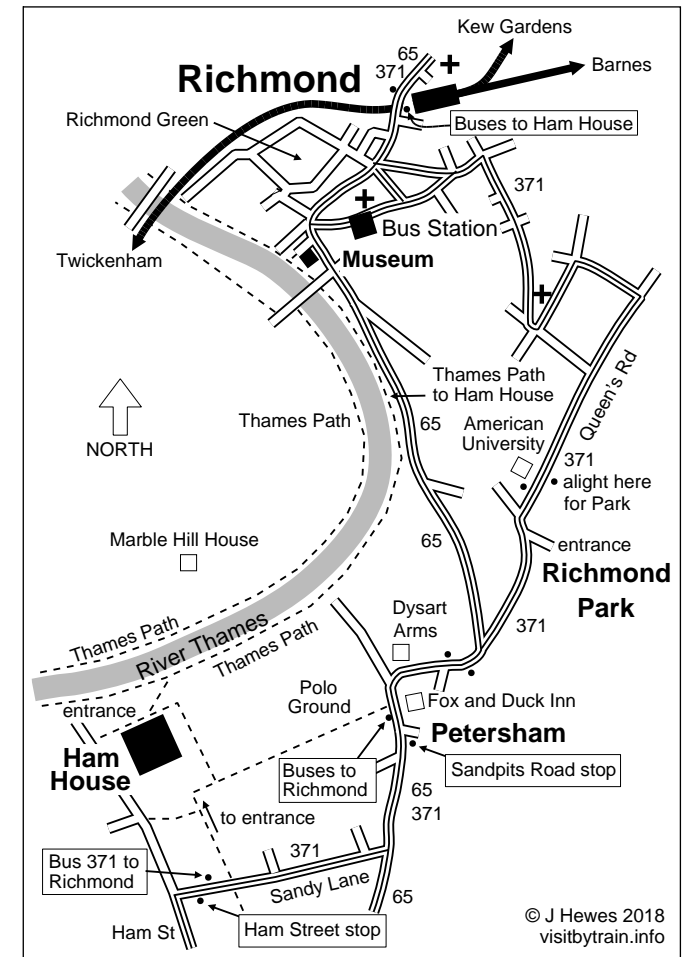 Kew Gardens
65
371
Barnes
Richmond
Richmond Green
Buses to Ham House
371
Bus Station
Twickenham
Museum
Thames Path
to Ham House
Queen's Rd
NORTH
Thames Path
65
American
University
371
alight here
for Park
Marble Hill House
65
entrance
Richmond
Park
Dysart
Arms
371
Thames Path
River Thames
Thames Path
Polo
Ground
Fox and Duck Inn
entrance
Petersham
Ham
House
Buses to
Richmond
Sandpits Road stop
65
371
to entrance
371
Bus 371 to
Richmond
Sandy Lane
65
Ham St
Ham Street stop
© J Hewes 2018
visitbytrain.info